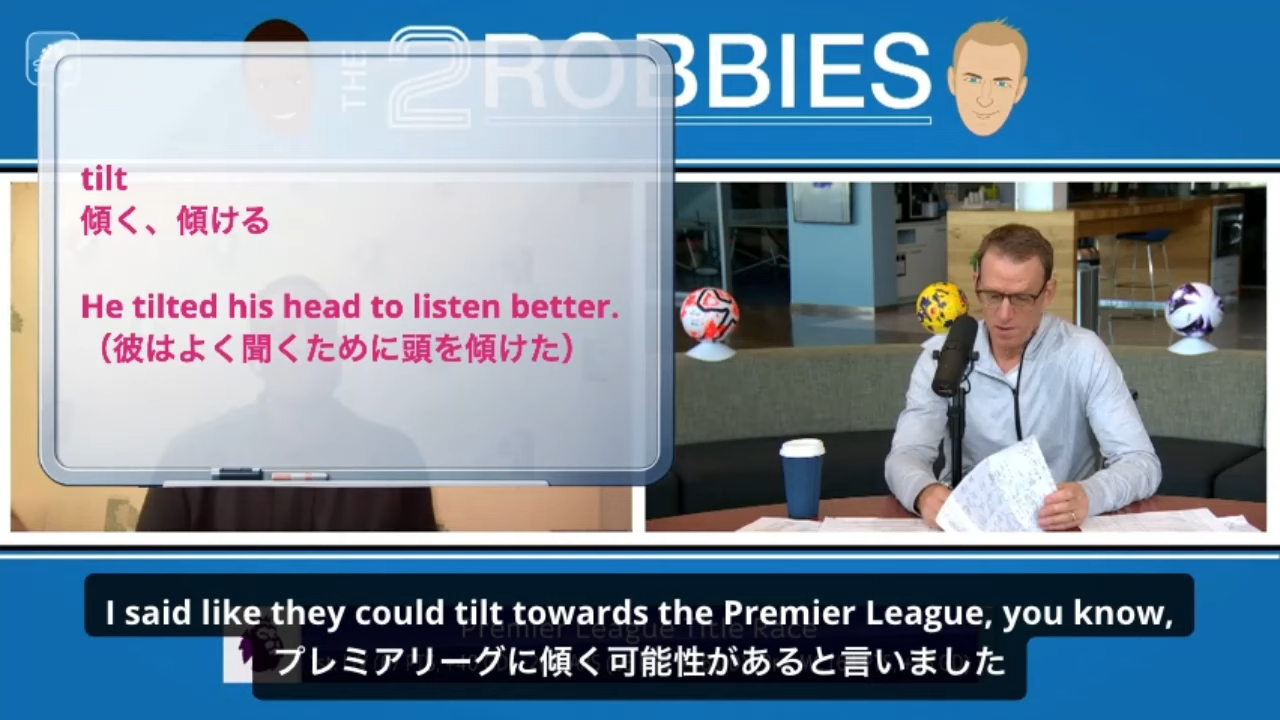 THE 2 ROBBIES
tilt
傾く、傾ける
He tilted his head to listen better.
（彼はよく聞くために頭を傾けた）
I said like they could tilt towards the Premier League, you know,
Premier League Title Race
プレミアリーグに傾く可能性があると言いました